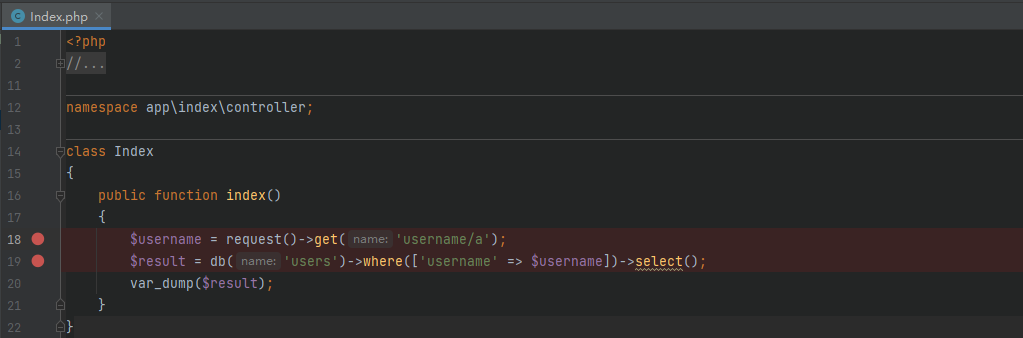 Index.php
1 <?php
2 //...
11
12 namespace app\index\controller;
13
14 class Index
15 {
16 public function index()
17 {
18 $username = request()->get( name: 'username/a');
19 $result = db( name: 'users')->where(['username' => $username])->select();
20 var_dump($result);
21 }
22 }